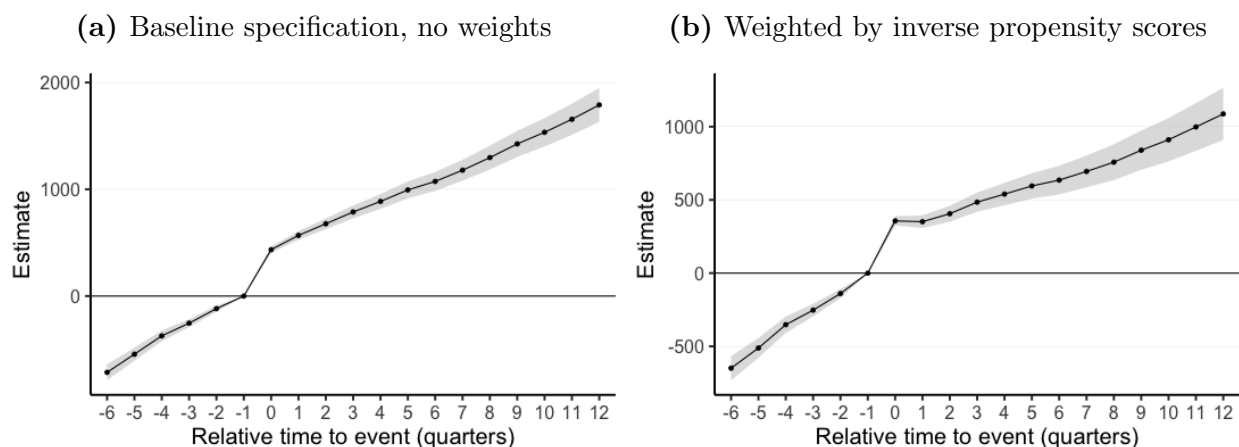 (a) Baseline specification, no weights
2000
1000
0
Estimate
-6 -5 -4 -3 -2 -1 0 1 2 3 4 5 6 7 8 9 10 11 12
Relative time to event (quarters)
(b) Weighted by inverse propensity scores
1000
500
0
-500
Estimate
-6 -5 -4 -3 -2 -1 0 1 2 3 4 5 6 7 8 9 10 11 12
Relative time to event (quarters)